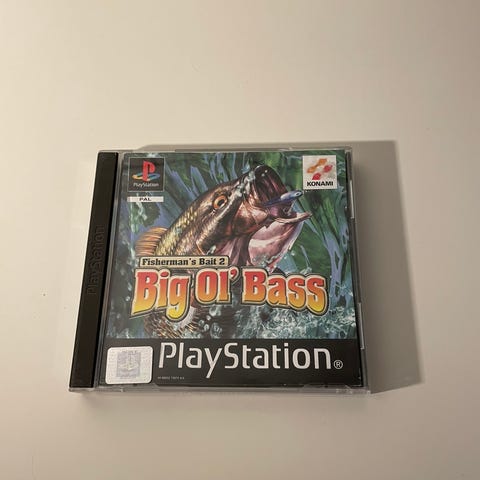 PlayStation
PlayStation
KONAMI
PAL
Fisherman's Bait 2
Big Ol' Bass
PlayStation®